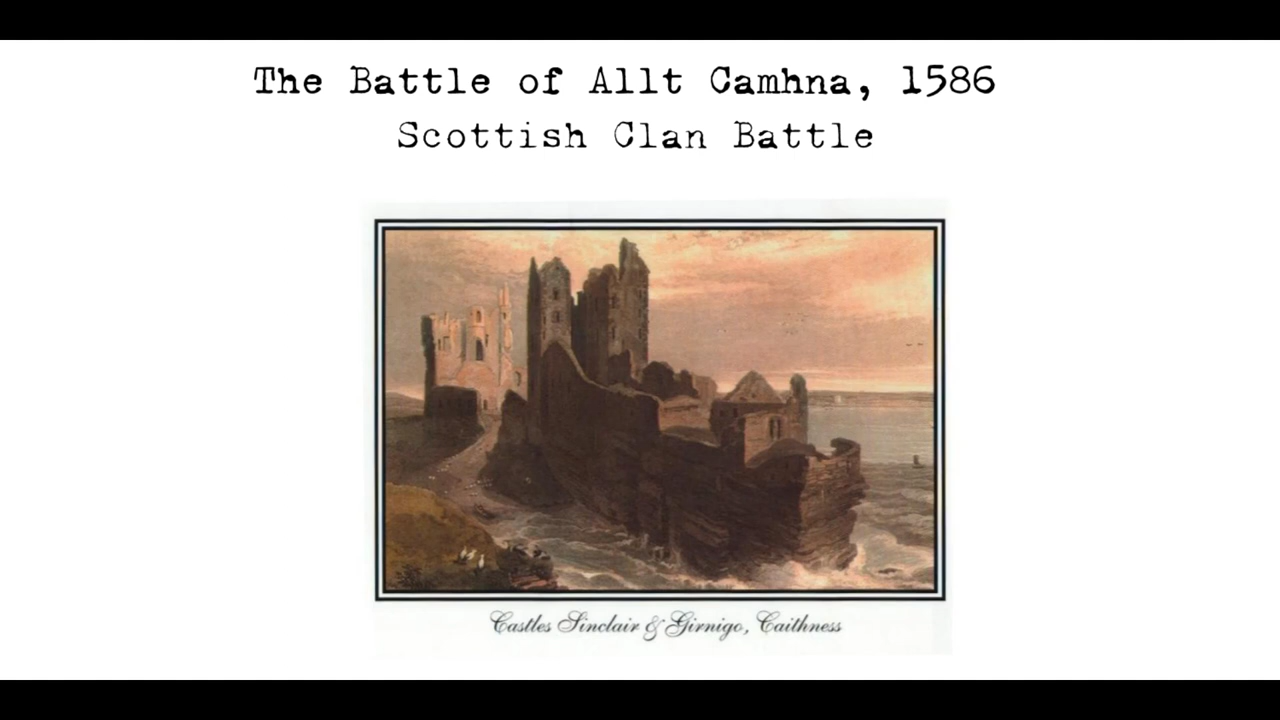 The Battle of Allt Camhna, 1586
Scottish Clan Battle
Castles Sinclair & Girnigo, Caithness